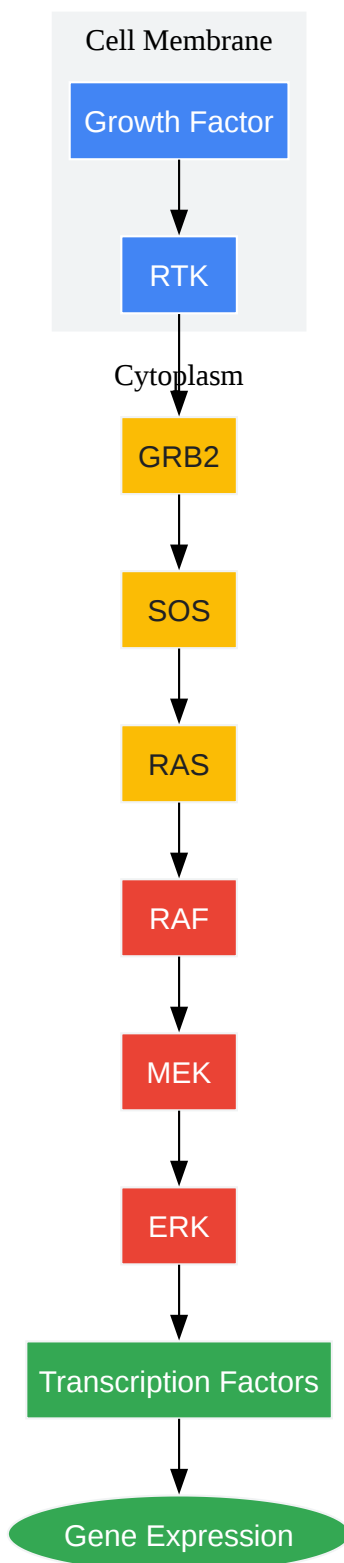 Cell Membrane
Growth Factor
RTK
Cytoplasm
GRB2
SOS
RAS
RAF
MEK
ERK
Transcription Factors
Gene Expression